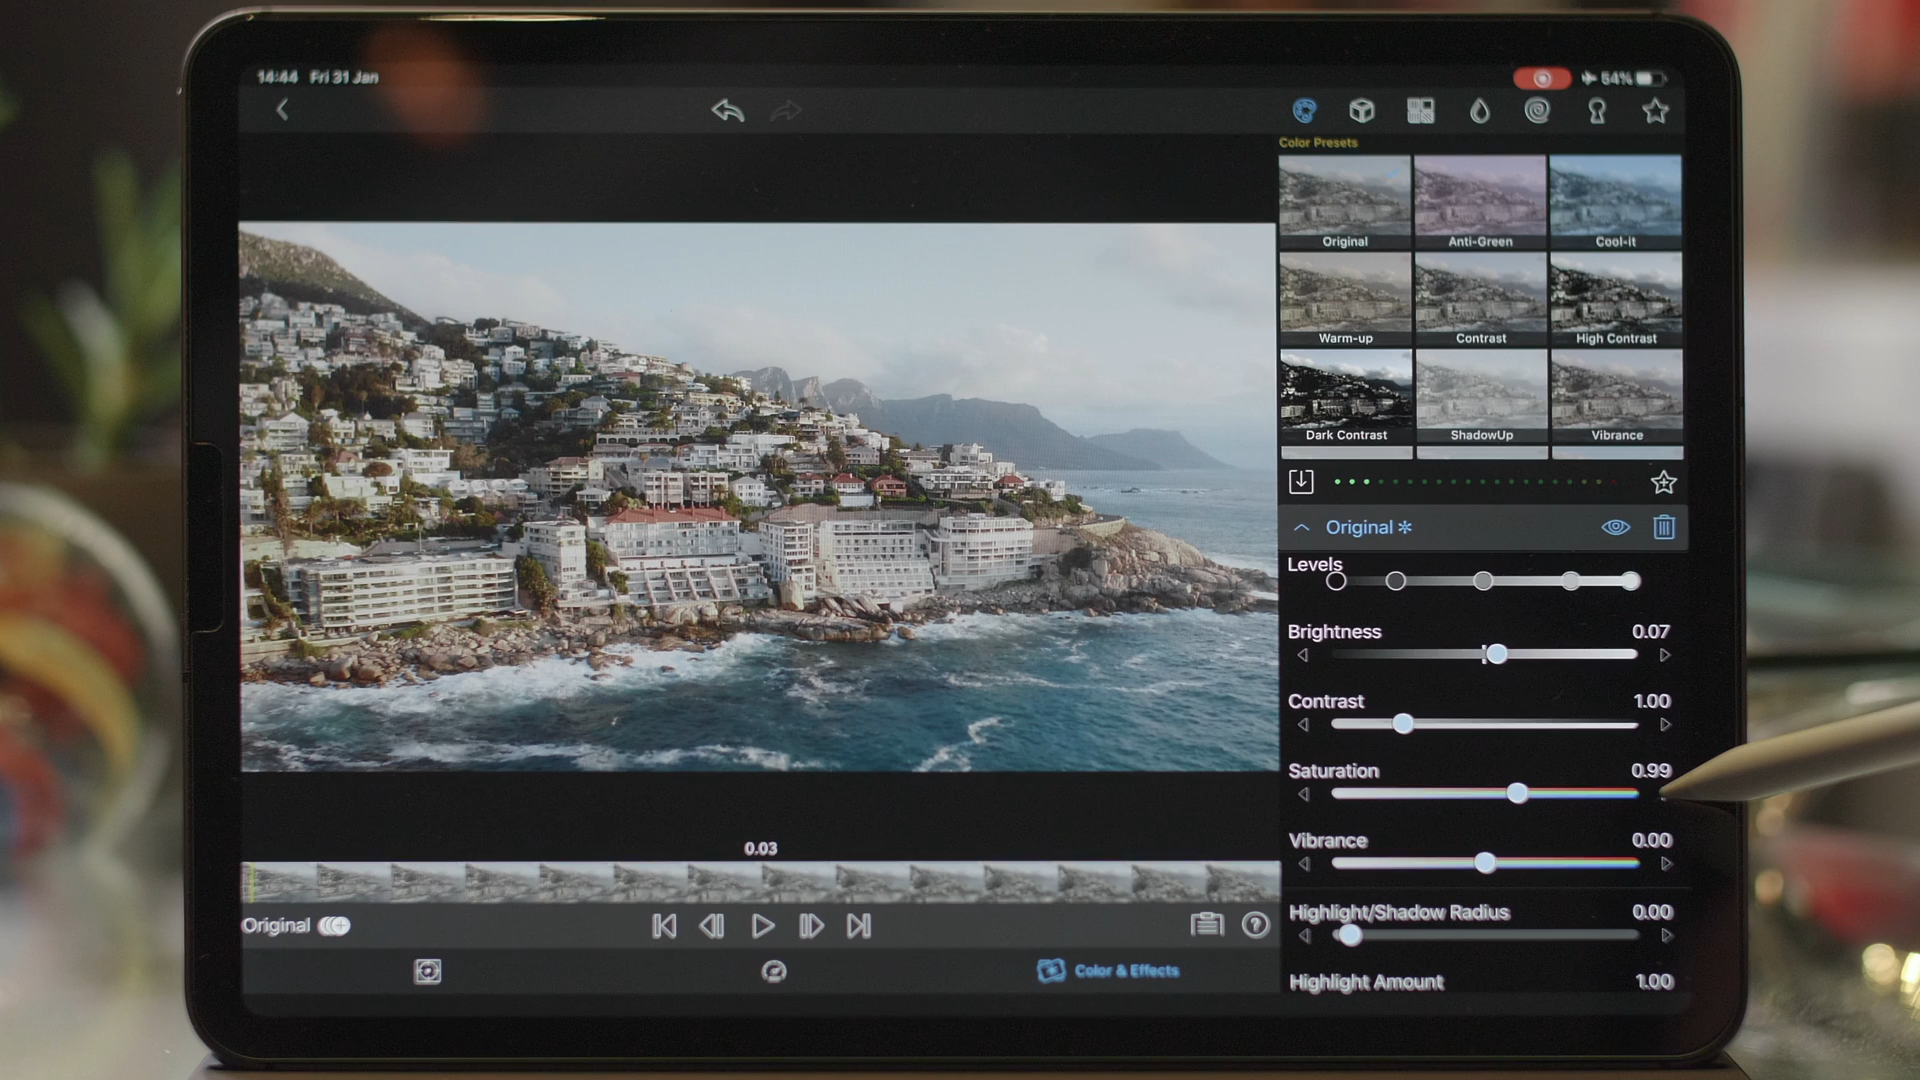 14:44 Fri 31 Jan
54%
Color Presets
Original Anti-Green Cool-It
Warm-up Contrast High Contrast
Dark Contrast ShadowUp Vibrance
Original
Levels
Brightness 0.07
Contrast 1.00
Saturation 0.99
Vibrance 0.00
Highlight/Shadow Radius 0.00
Highlight Amount 1.00
0.03
Original
Color & Effects